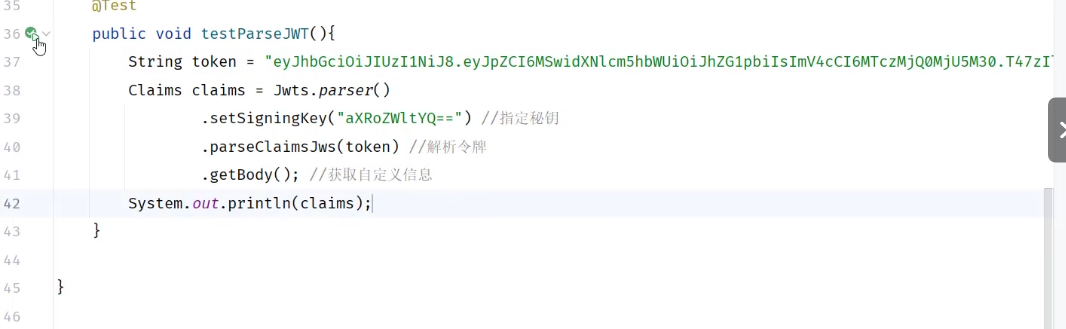 35 @Test
36 public void testParseJWT(){
37 String token = "eyJhbGciOiJIUzI1NiJ8.eyJpZCI6MSwidXNlcm5hbWUiOiJhZG1pbiIsImV4cCI6MTczMjQ0MjU5M30.T47zIl
38 Claims claims = Jwts.parser()
39 .setSigningKey("aXRoZWltYQ==") //指定秘钥
40 .parseClaimsJws(token) //解析令牌
41 .getBody(); //获取自定义信息
42 System.out.println(claims);
43 }
44
45 }
46